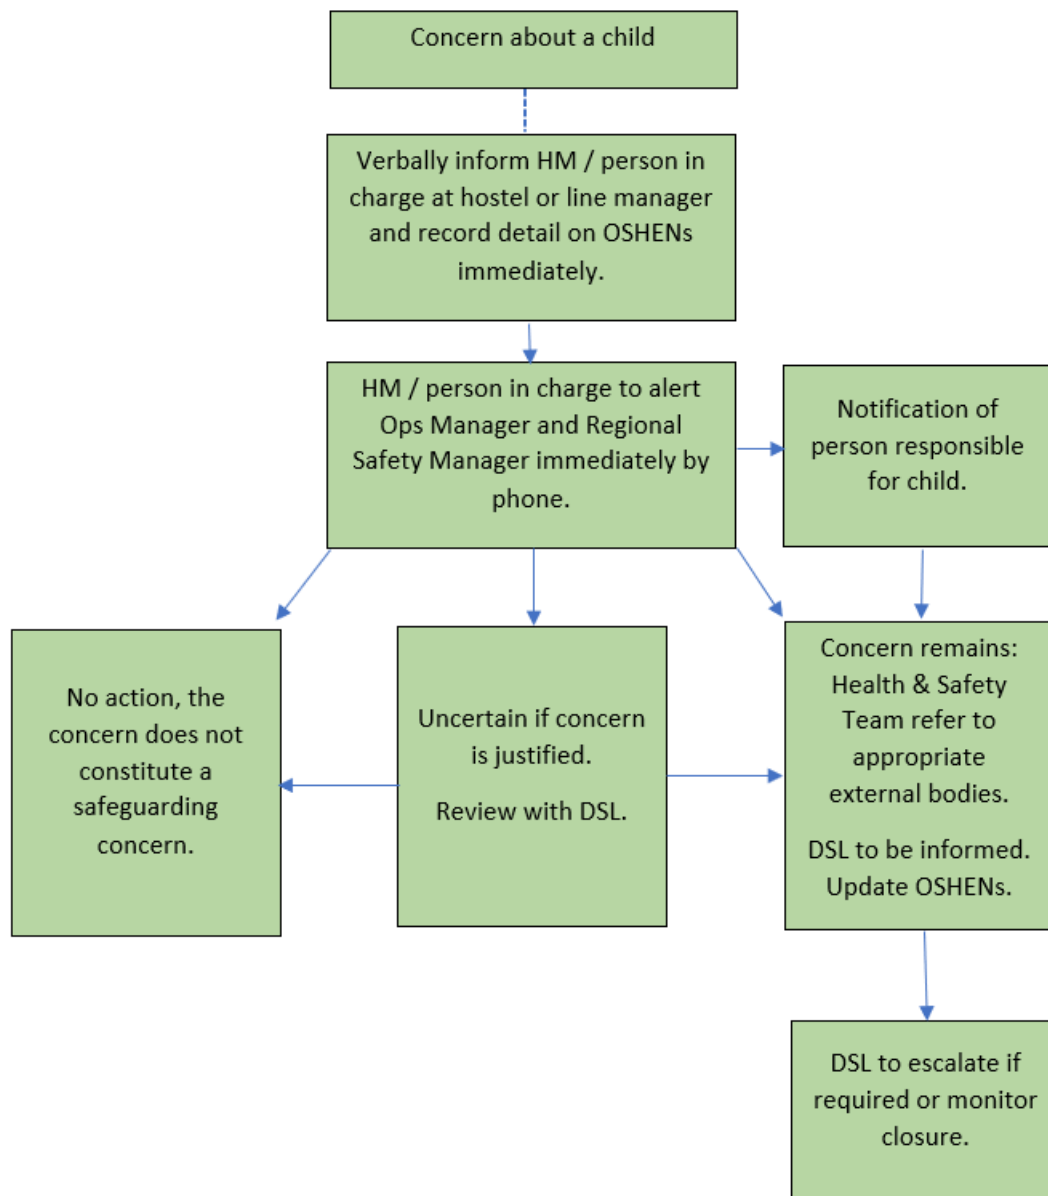 Concern about a child
Verbally inform HM / person in
charge at hostel or line manager
and record detail on OSHENs
immediately.
HM / person in charge to alert
Ops Manager and Regional
Safety Manager immediately by
phone.
Notification of
person responsible
for child.
No action, the
concern does not
constitute a
safeguarding
concern.
Uncertain if concern
is justified.
Review with DSL.
Concern remains:
Health & Safety
Team refer to
appropriate
external bodies.
DSL to be informed.
Update OSHENs.
DSL to escalate if
required or monitor
closure.